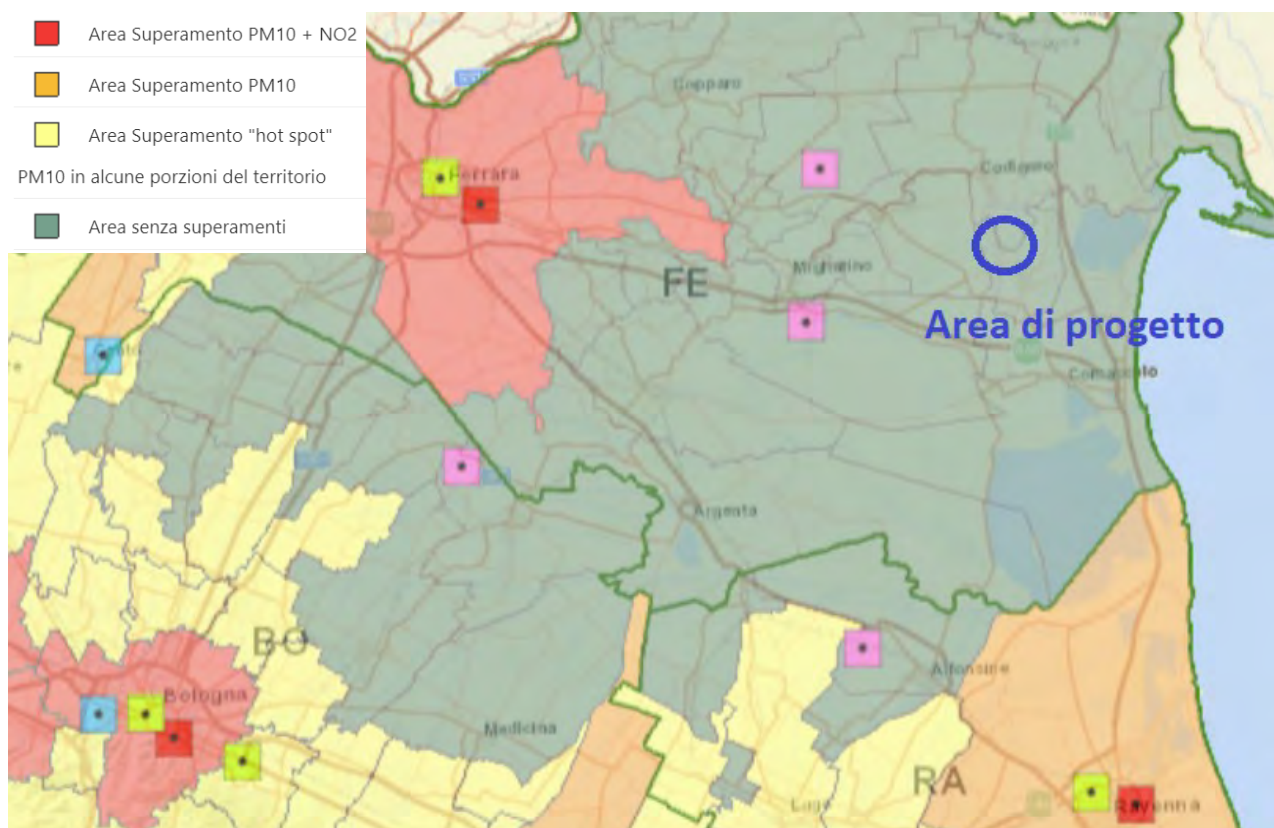 Area Superamento PM10 + NO2
Area Superamento PM10
Area Superamento "hot spot"
PM10 in alcune porzioni del territorio
Area senza superamenti
Copparo
Codigoro
Ferrara
Migliarino
FE
Area di progetto
Comacchio
Argenta
BO
Alfonsine
Bologna
Medicina
RA
Lugo
Ravenna